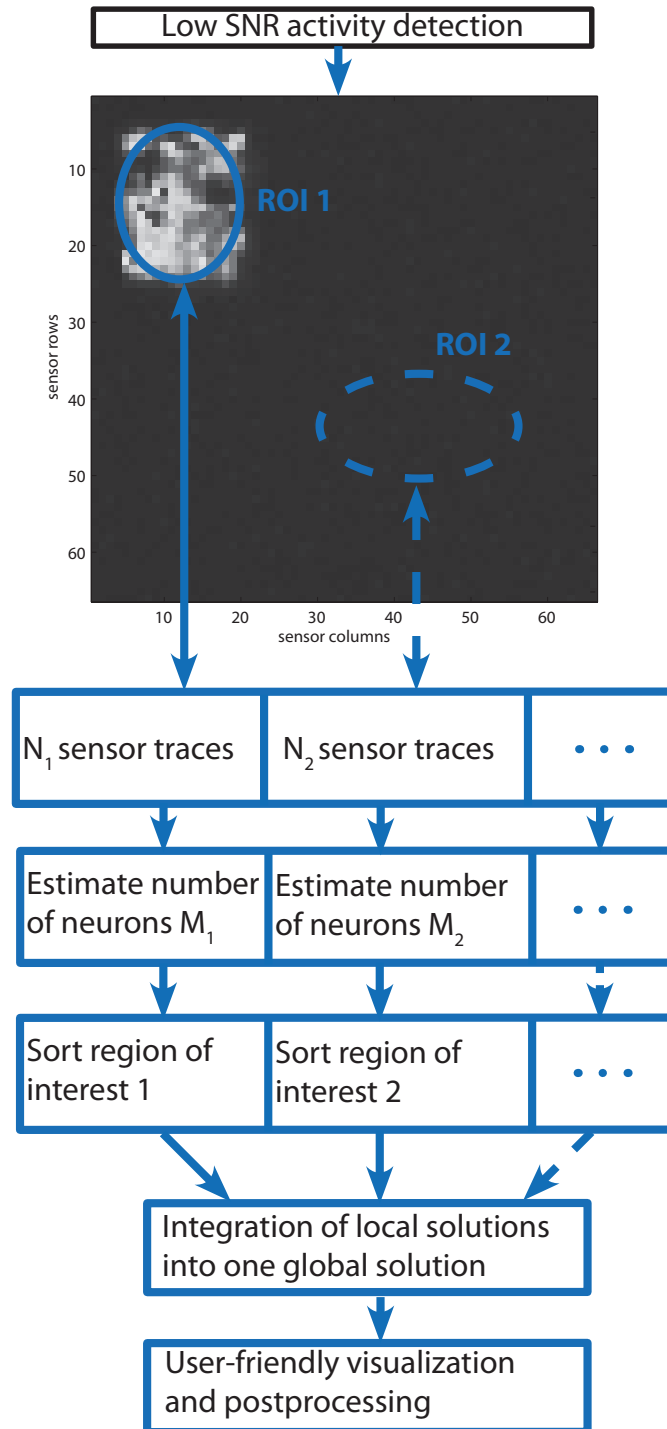 Low SNR activity detection
10
20
30
40
50
60
sensor rows
ROI 1
ROI 2
10 20 30 40 50 60
sensor columns
N₁ sensor traces
N₂ sensor traces
. . .
Estimate number
of neurons M₁
Estimate number
of neurons M₂
. . .
Sort region of
interest 1
Sort region of
interest 2
. . .
Integration of local solutions
into one global solution
User-friendly visualization
and postprocessing